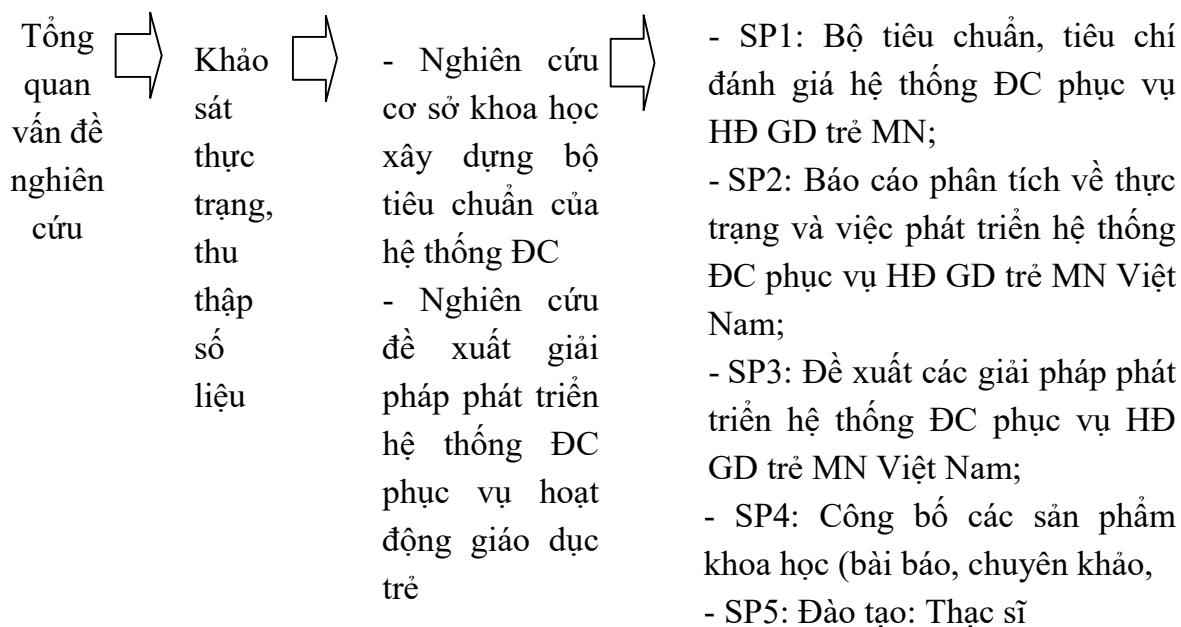 Tổng
quan
vấn đề
nghiên
cứu
Khảo
sát
thực
trạng,
thu
thập
số
liệu
- Nghiên cứu
cơ sở khoa học
xây dựng bộ
tiêu chuẩn của
hệ thống ĐC
- Nghiên cứu
đề xuất giải
pháp phát triển
hệ thống ĐC
phục vụ hoạt
động giáo dục
trẻ
- SP1: Bộ tiêu chuẩn, tiêu chí
đánh giá hệ thống ĐC phục vụ
HĐ GD trẻ MN;
- SP2: Báo cáo phân tích về thực
trạng và việc phát triển hệ thống
ĐC phục vụ HĐ GD trẻ MN Việt
Nam;
- SP3: Đề xuất các giải pháp phát
triển hệ thống ĐC phục vụ HĐ
GD trẻ MN Việt Nam;
- SP4: Công bố các sản phẩm
khoa học (bài báo, chuyên khảo,
- SP5: Đào tạo: Thạc sĩ